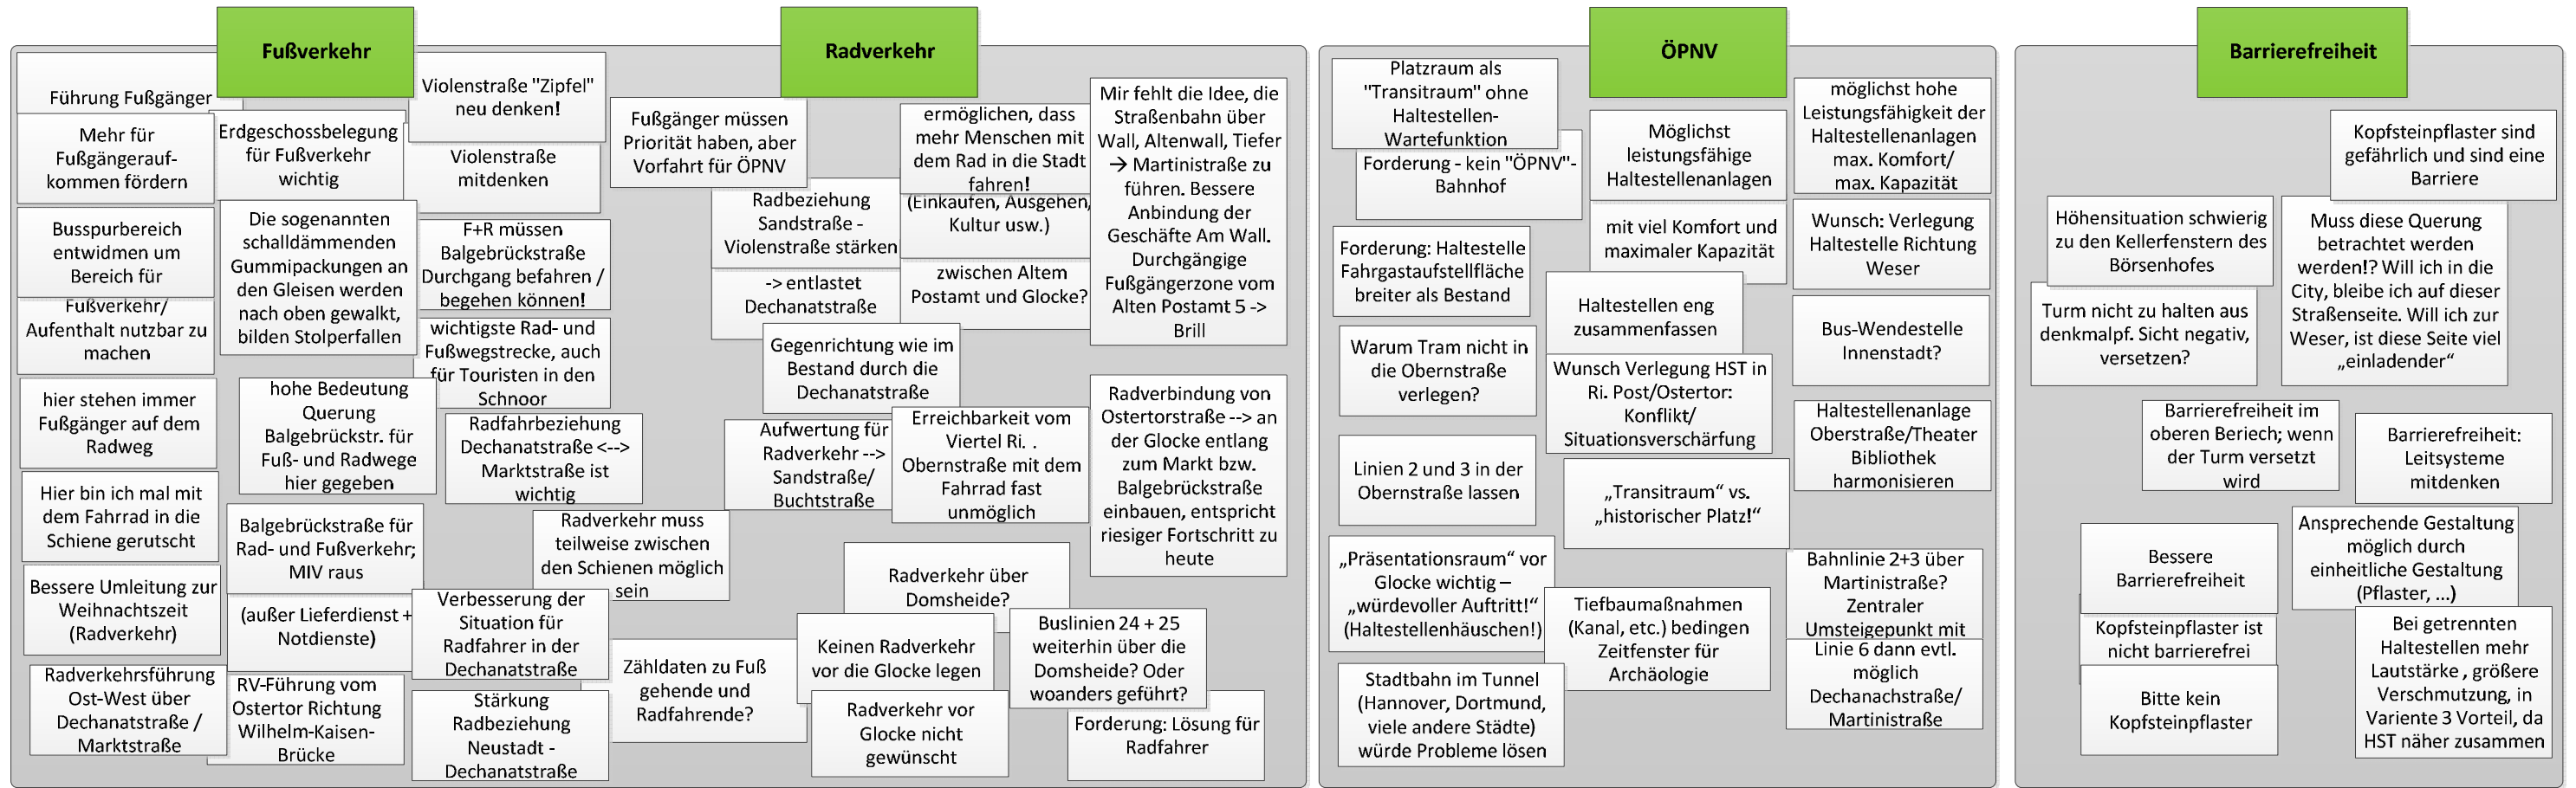 Fußverkehr
Radverkehr
Führung Fußgänger
Mehr für
Fußgängerauf-
kommen fördern
Busspurbereich
entwidmen um
Bereich für
Fußverkehr/
Aufenthalt nutzbar zu
machen
hier stehen immer
Fußgänger auf dem
Radweg
Hier bin ich mal mit
dem Fahrrad in die
Schiene gerutscht
Bessere Umleitung zur
Weihnachtszeit
(Radverkehr)
Radverkehrsführung
Ost-West über
Dechanatstraße /
Marktstraße
Erdgeschossbelegung
für Fußverkehr
wichtig
Die sogenannten
schalldämmenden
Gummipackungen an
den Gleisen werden
nach oben gewalkt,
bilden Stolperfallen
hohe Bedeutung
Querung
Balgebrückstr. für
Fuß- und Radwege
hier gegeben
Balgebrückstraße für
Rad- und Fußverkehr;
MIV raus
(außer Lieferdienst +
Notdienste)
RV-Führung vom
Ostertor Richtung
Wilhelm-Kaisen-
Brücke
Violenstraße "Zipfel"
neu denken!
Violenstraße
mitdenken
F+R müssen
Balgebrückstraße
Durchgang befahren /
begehen können!
wichtigste Rad- und
Fußwegstrecke, auch
für Touristen in den
Schnoor
Radfahrbeziehung
Dechanatstraße <-->
Marktstraße ist
wichtig
Radverkehr muss
teilweise zwischen
den Schienen möglich
sein
Verbesserung der
Situation für
Radfahrer in der
Dechanatstraße
Stärkung
Radbeziehung
Neustadt -
Dechanatstraße
Fußgänger müssen
Priorität haben, aber
Vorfahrt für ÖPNV
Radbeziehung
Sandstraße -
Violenstraße stärken
-> entlastet
Dechanatstraße
Gegenrichtung wie im
Bestand durch die
Dechanatstraße
Aufwertung für
Radverkehr -->
Sandstraße/
Buchtstraße
Zähldaten zu Fuß
gehende und
Radfahrende?
ermöglichen, dass
mehr Menschen mit
dem Rad in die Stadt
fahren!
(Einkaufen, Ausgehen,
Kultur usw.)
zwischen Altem
Postamt und Glocke?
Erreichbarkeit vom
Viertel Ri. .
Obernstraße mit dem
Fahrrad fast
unmöglich
Radverkehr über
Domsheide?
Keinen Radverkehr
vor die Glocke legen
Radverkehr vor
Glocke nicht
gewünscht
Buslinien 24 + 25
weiterhin über die
Domsheide? Oder
woanders geführt?
Forderung: Lösung für
Radfahrer
Mir fehlt die Idee, die
Straßenbahn über
Wall, Altenwall, Tiefer
→ Martinistraße zu
führen. Bessere
Anbindung der
Geschäfte Am Wall.
Durchgängige
Fußgängerzone vom
Alten Postamt 5 ->
Brill
Radverbindung von
Ostertorstraße --> an
der Glocke entlang
zum Markt bzw.
Balgebrückstraße
einbauen, entspricht
riesiger Fortschritt zu
heute
ÖPNV
Platzraum als
"Transitraum" ohne
Haltestellen-
Wartefunktion
Forderung - kein "ÖPNV"-
Bahnhof
Forderung: Haltestelle
Fahrgastaufstellfläche
breiter als Bestand
Warum Tram nicht in
die Obernstraße
verlegen?
Linien 2 und 3 in der
Obernstraße lassen
„Präsentationsraum“ vor
Glocke wichtig –
„würdevoller Auftritt!“
(Haltestellenhäuschen!)
Stadtbahn im Tunnel
(Hannover, Dortmund,
viele andere Städte)
würde Probleme lösen
Möglichst
leistungsfähige
Haltestellenanlagen
mit viel Komfort und
maximaler Kapazität
Haltestellen eng
zusammenfassen
Wunsch Verlegung HST in
Ri. Post/Ostertor:
Konflikt/
Situationsverschärfung
„Transitraum“ vs.
„historischer Platz!“
Tiefbaumaßnahmen
(Kanal, etc.) bedingen
Zeitfenster für
Archäologie
möglichst hohe
Leistungsfähigkeit der
Haltestellenanlagen
max. Komfort/
max. Kapazität
Wunsch: Verlegung
Haltestelle Richtung
Weser
Bus-Wendestelle
Innenstadt?
Haltestellenanlage
Oberstraße/Theater
Bibliothek
harmonisieren
Bahnlinie 2+3 über
Martinistraße?
Zentraler
Umsteigepunkt mit
Linie 6 dann evtl.
möglich
Dechanachstraße/
Martinistraße
Barrierefreiheit
Kopfsteinpflaster sind
gefährlich und sind eine
Barriere
Höhensituation schwierig
zu den Kellerfenstern des
Börsenhofes
Turm nicht zu halten aus
denkmalpf. Sicht negativ,
versetzen?
Muss diese Querung
betrachtet werden
werden!? Will ich in die
City, bleibe ich auf dieser
Straßenseite. Will ich zur
Weser, ist diese Seite viel
„einladender“
Barrierefreiheit im
oberen Beriech; wenn
der Turm versetzt
wird
Barrierefreiheit:
Leitsysteme
mitdenken
Bessere
Barrierefreiheit
Kopfsteinpflaster ist
nicht barrierefrei
Bitte kein
Kopfsteinpflaster
Ansprechende Gestaltung
möglich durch
einheitliche Gestaltung
(Pflaster, ...)
Bei getrennten
Haltestellen mehr
Lautstärke , größere
Verschmutzung, in
Variante 3 Vorteil, da
HST näher zusammen